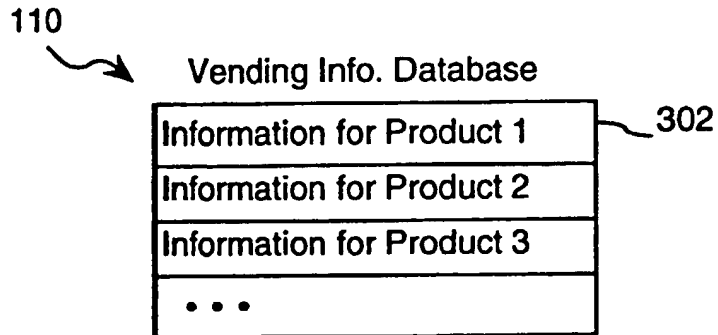 110
Vending Info. Database
Information for Product 1
302
Information for Product 2
Information for Product 3
• • •